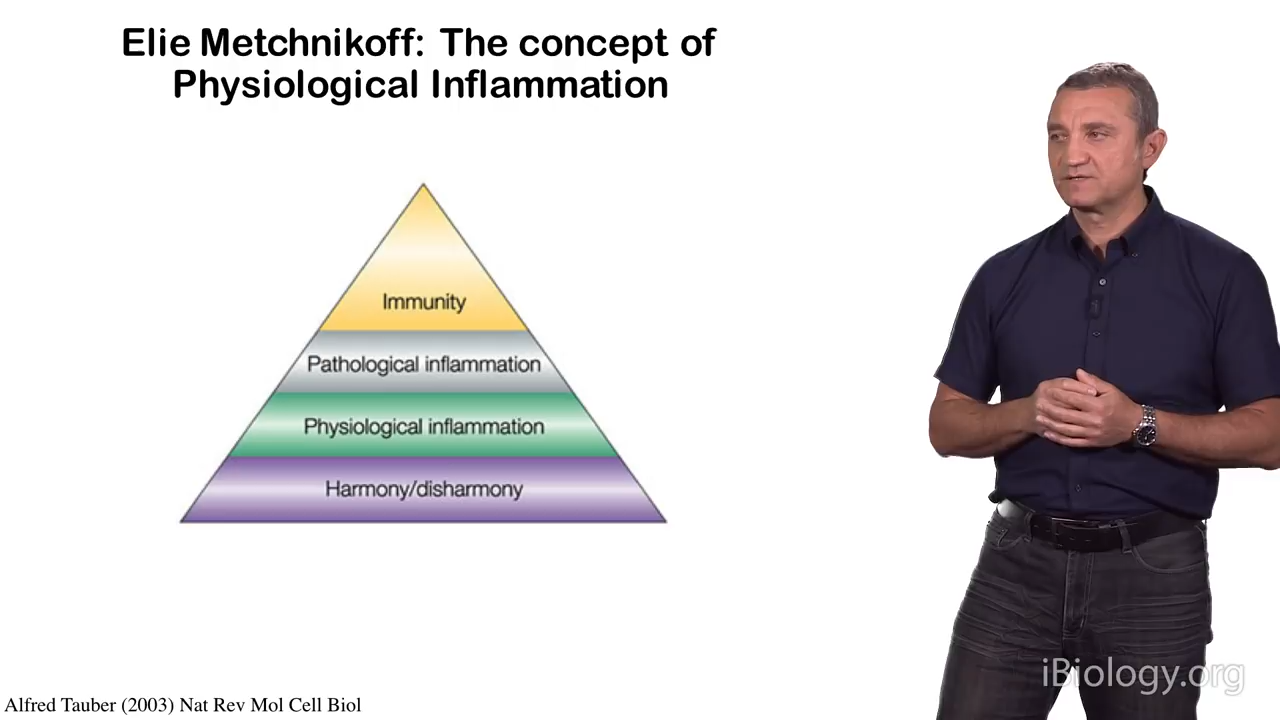 Elie Metchnikoff: The concept of
Physiological Inflammation
Immunity
Pathological inflammation
Physiological inflammation
Harmony/disharmony
iBiology.org
Alfred Tauber (2003) Nat Rev Mol Cell Biol